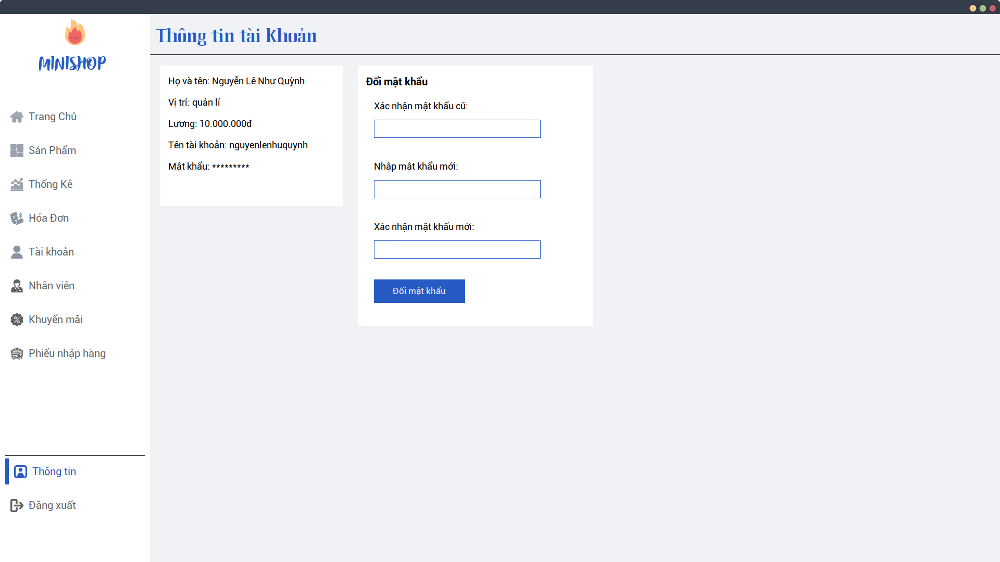 MINISHOP
Trang Chủ
Sản Phẩm
Thống Kê
Hóa Đơn
Tài khoản
Nhân viên
Khuyến mãi
Phiếu nhập hàng
Thông tin
Đăng xuất
Thông tin tài Khoản
Họ và tên: Nguyễn Lê Như Quỳnh
Vị trí: quản lí
Lương: 10.000.000đ
Tên tài khoản: nguyenlenhuquynh
Mật khẩu: *********
Đổi mật khẩu
Xác nhận mật khẩu cũ:
Nhập mật khẩu mới:
Xác nhận mật khẩu mới:
Đổi mật khẩu